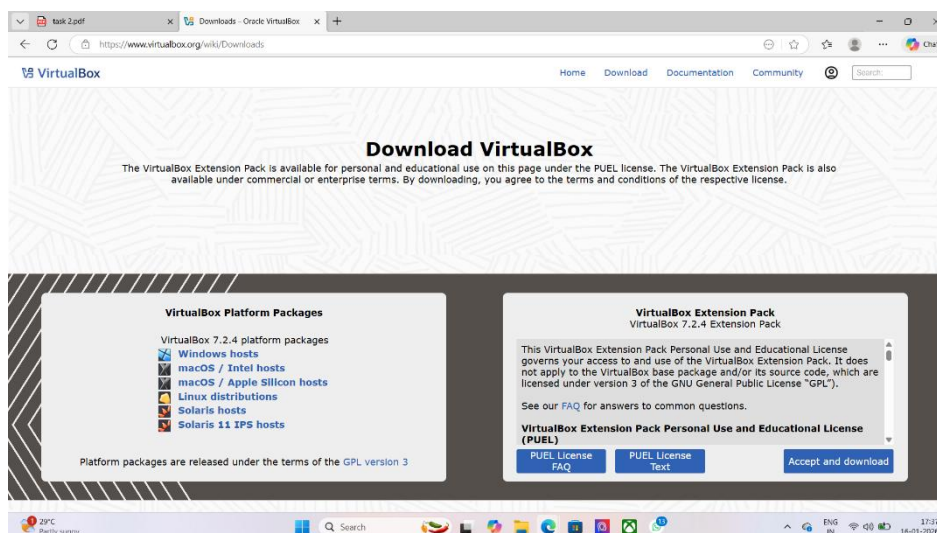 task 2.pdf
Downloads – Oracle VirtualBox
https://www.virtualbox.org/wiki/Downloads
Chat
VirtualBox
Home Download Documentation Community
Search
Download VirtualBox
The VirtualBox Extension Pack is available for personal and educational use on this page under the PUEL license. The VirtualBox Extension Pack is also
available under commercial or enterprise terms. By downloading, you agree to the terms and conditions of the respective license.
VirtualBox Platform Packages
VirtualBox 7.2.4 platform packages
Windows hosts
macOS / Intel hosts
macOS / Apple Silicon hosts
Linux distributions
Solaris hosts
Solaris 11 IPS hosts
Platform packages are released under the terms of the GPL version 3
VirtualBox Extension Pack
VirtualBox 7.2.4 Extension Pack
This VirtualBox Extension Pack Personal Use and Educational License
governs your access to and use of the VirtualBox Extension Pack. It does
not apply to the VirtualBox base package and/or its source code, which are
licensed under version 3 of the GNU General Public License "GPL").
See our FAQ for answers to common questions.
VirtualBox Extension Pack Personal Use and Educational License
(PUEL)
PUEL License
FAQ
PUEL License
Text
Accept and download
29°C
Partly sunny
Search
13
ENG
IN
17:37